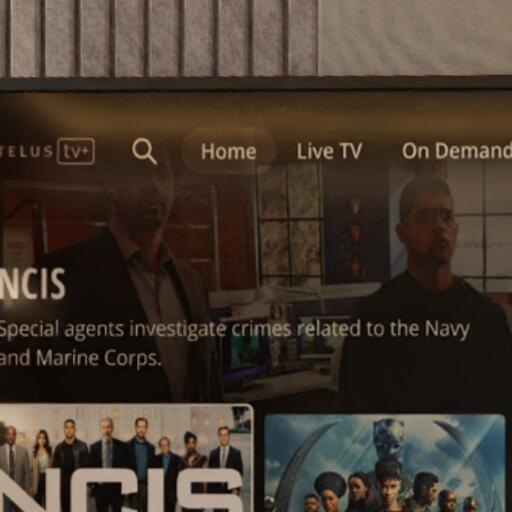 TELUS tv+
Home
Live TV
On Demand
NCIS
Special agents investigate crimes related to the Navy
and Marine Corps.
NCIS